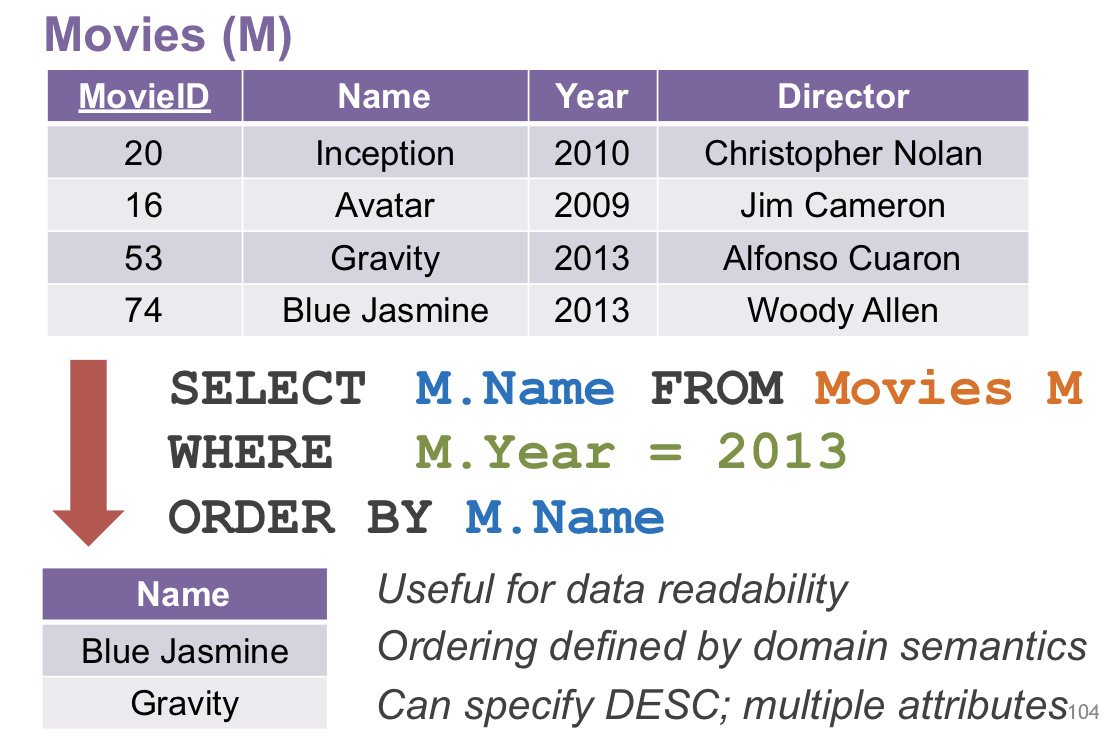 Movies (M)
MovieID Name Year Director
20 Inception 2010 Christopher Nolan
16 Avatar 2009 Jim Cameron
53 Gravity 2013 Alfonso Cuaron
74 Blue Jasmine 2013 Woody Allen
SELECT M.Name FROM Movies M
WHERE M.Year = 2013
ORDER BY M.Name
Name
Blue Jasmine
Gravity
Useful for data readability
Ordering defined by domain semantics
Can specify DESC; multiple attributes
104